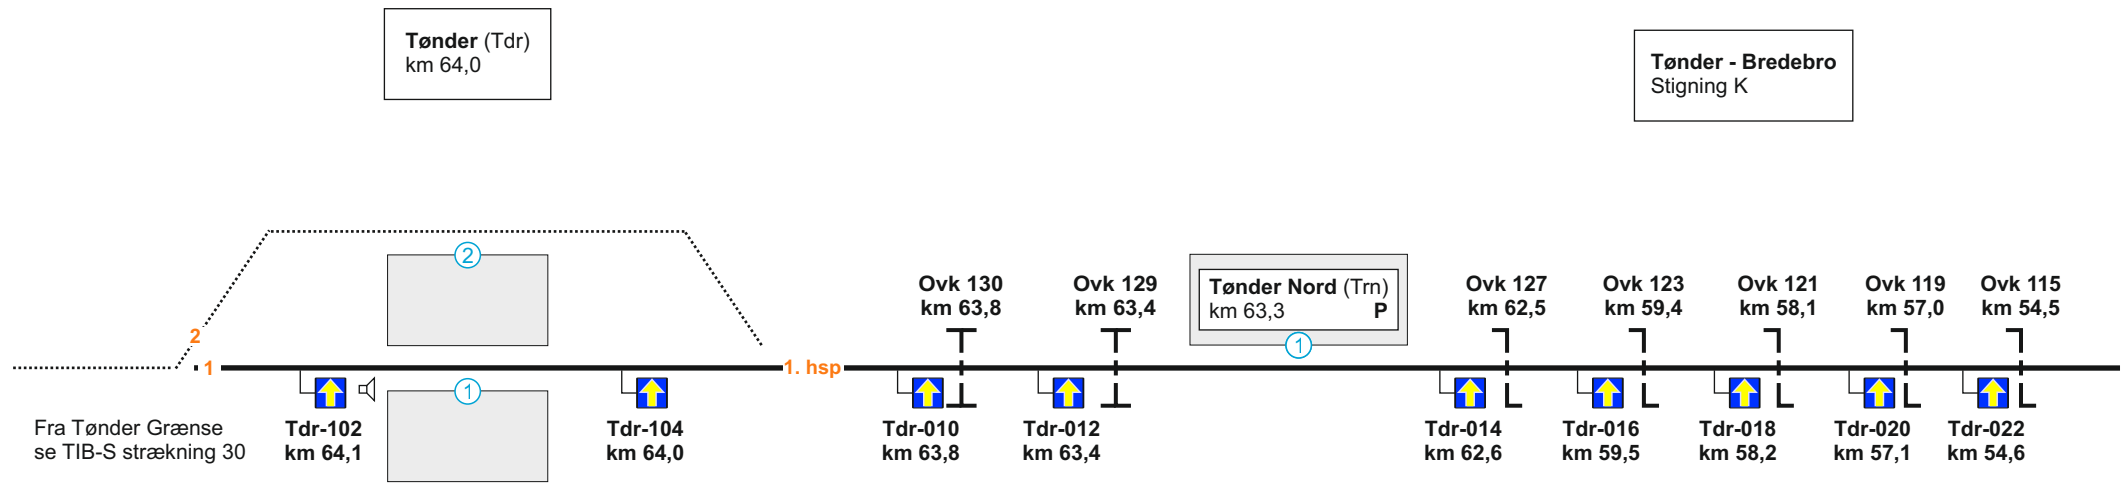 Tønder (Tdr)
km 64,0
Tønder - Bredebro
Stigning K
2
Ovk 130
km 63,8
Ovk 129
km 63,4
Tønder Nord (Trn)
km 63,3 P
1
Ovk 127
km 62,5
Ovk 123
km 59,4
Ovk 121
km 58,1
Ovk 119
km 57,0
Ovk 115
km 54,5
2
1
1. hsp
1
Fra Tønder Grænse
se TIB-S strækning 30
Tdr-102
km 64,1
Tdr-104
km 64,0
Tdr-010
km 63,8
Tdr-012
km 63,4
Tdr-014
km 62,6
Tdr-016
km 59,5
Tdr-018
km 58,2
Tdr-020
km 57,1
Tdr-022
km 54,6